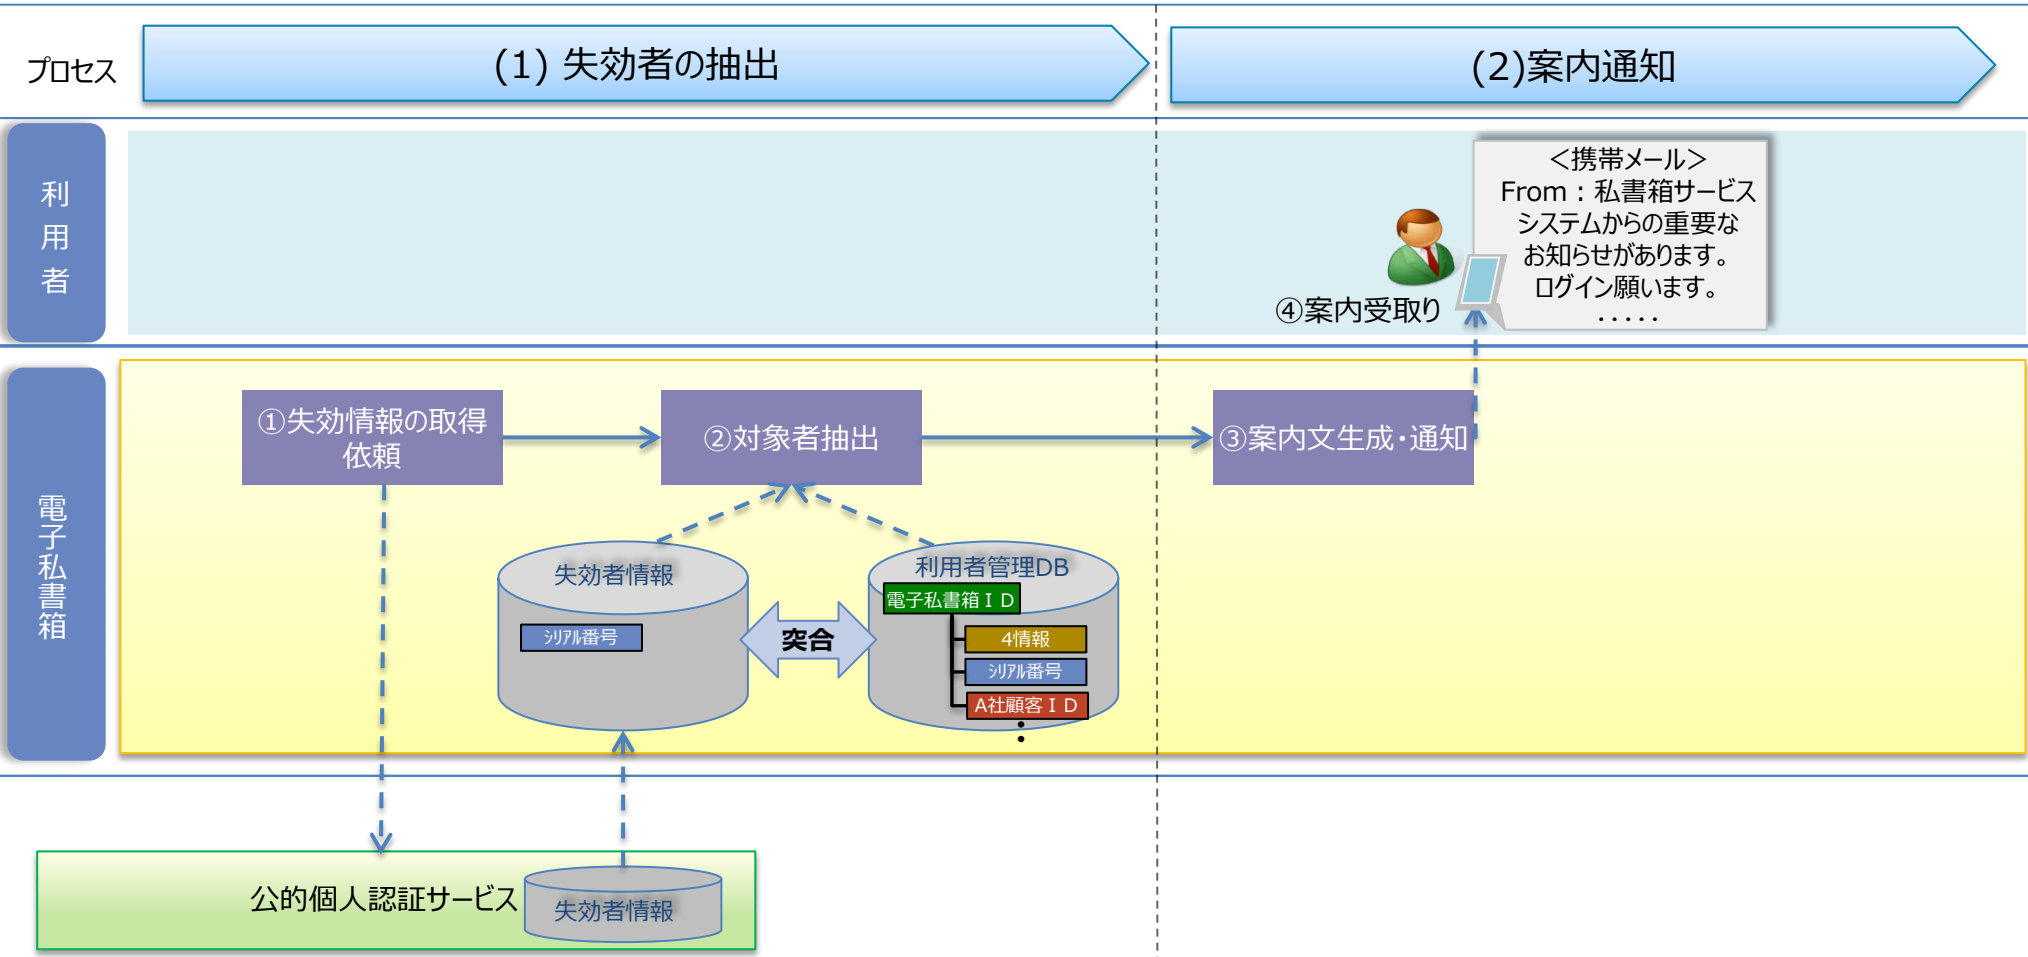 プロセス
(1) 失効者の抽出
(2)案内通知
利用者
＜携帯メール＞
From：私書箱サービス
システムからの重要な
お知らせがあります。
ログイン願います。
・・・・・
④案内受取り
電子私書箱
①失効情報の取得
依頼
②対象者抽出
③案内文生成・通知
失効者情報
ｼﾘｱﾙ番号
突合
利用者管理DB
電子私書箱ＩＤ
4情報
ｼﾘｱﾙ番号
A社顧客ＩＤ
・
・
公的個人認証サービス
失効者情報